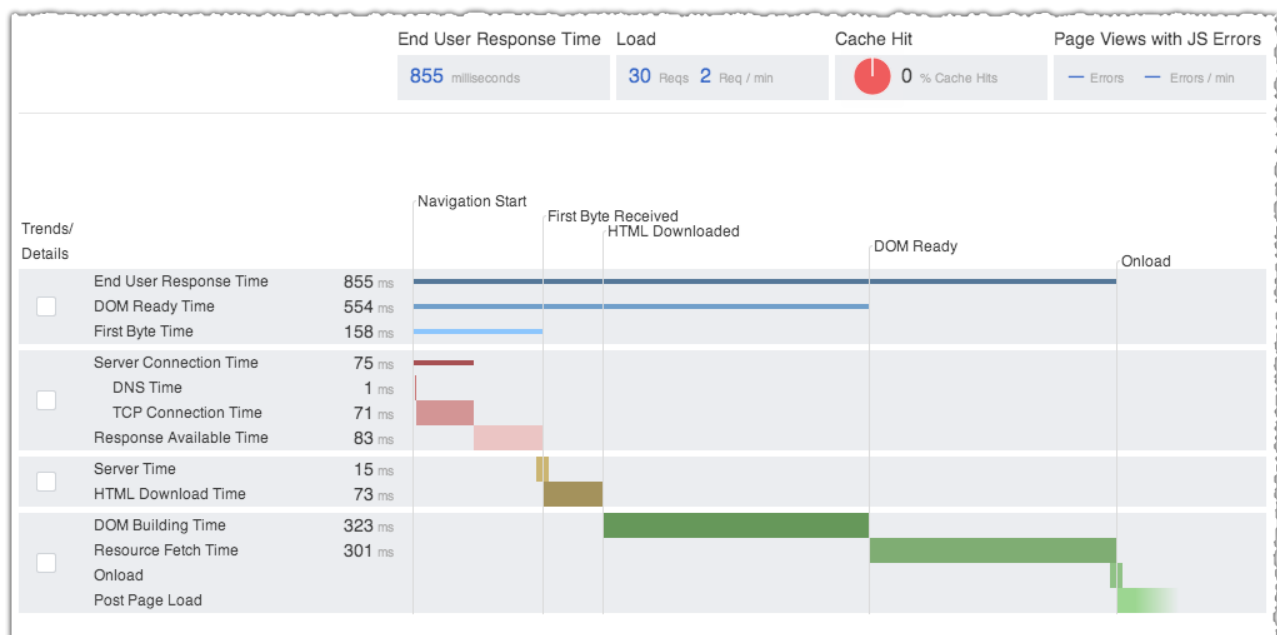 End User Response Time Load Cache Hit Page Views with JS Errors
855 milliseconds 30 Reqs 2 Req / min 0 % Cache Hits — Errors — Errors / min
Navigation Start
First Byte Received
Trends/
HTML Downloaded
DOM Ready
Details
Onload
End User Response Time 855 ms
DOM Ready Time 554 ms
First Byte Time 158 ms
Server Connection Time 75 ms
DNS Time 1 ms
TCP Connection Time 71 ms
Response Available Time 83 ms
Server Time 15 ms
HTML Download Time 73 ms
DOM Building Time 323 ms
Resource Fetch Time 301 ms
Onload
Post Page Load